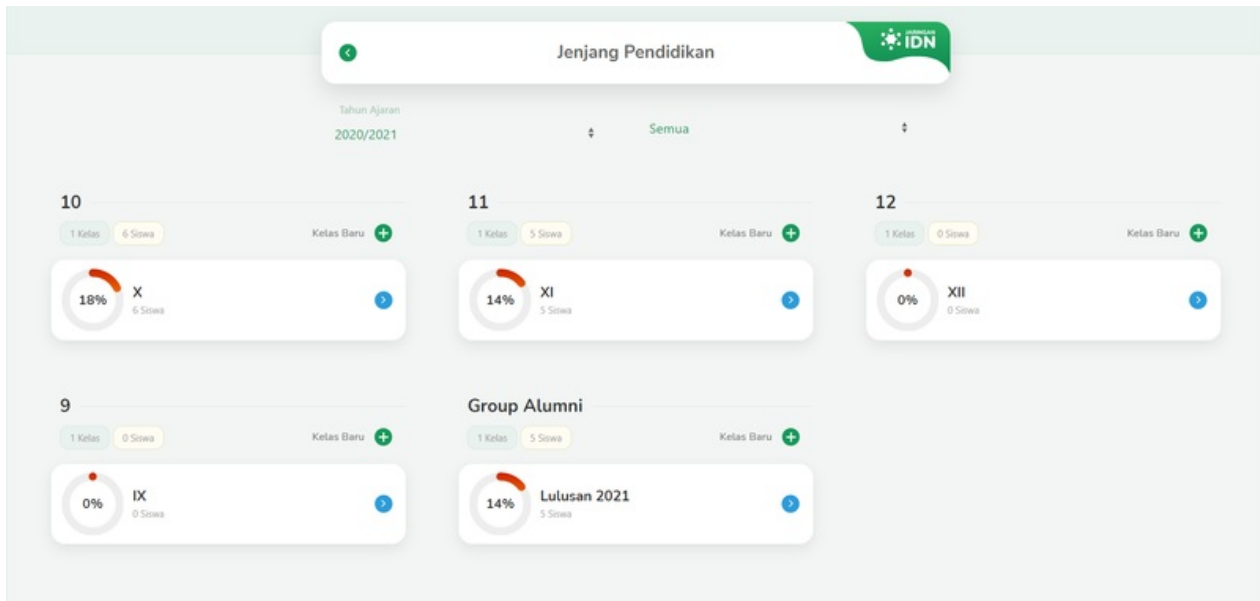 Jenjang Pendidikan
JARINGAN
IDN
Tahun Ajaran
2020/2021
Semua
10
1 Kelas 6 Siswa Kelas Baru
18% X
6 Siswa
11
1 Kelas 5 Siswa Kelas Baru
14% XI
5 Siswa
12
1 Kelas 0 Siswa Kelas Baru
0% XII
0 Siswa
9
1 Kelas 0 Siswa Kelas Baru
0% IX
0 Siswa
Group Alumni
1 Kelas 5 Siswa Kelas Baru
14% Lulusan 2021
5 Siswa